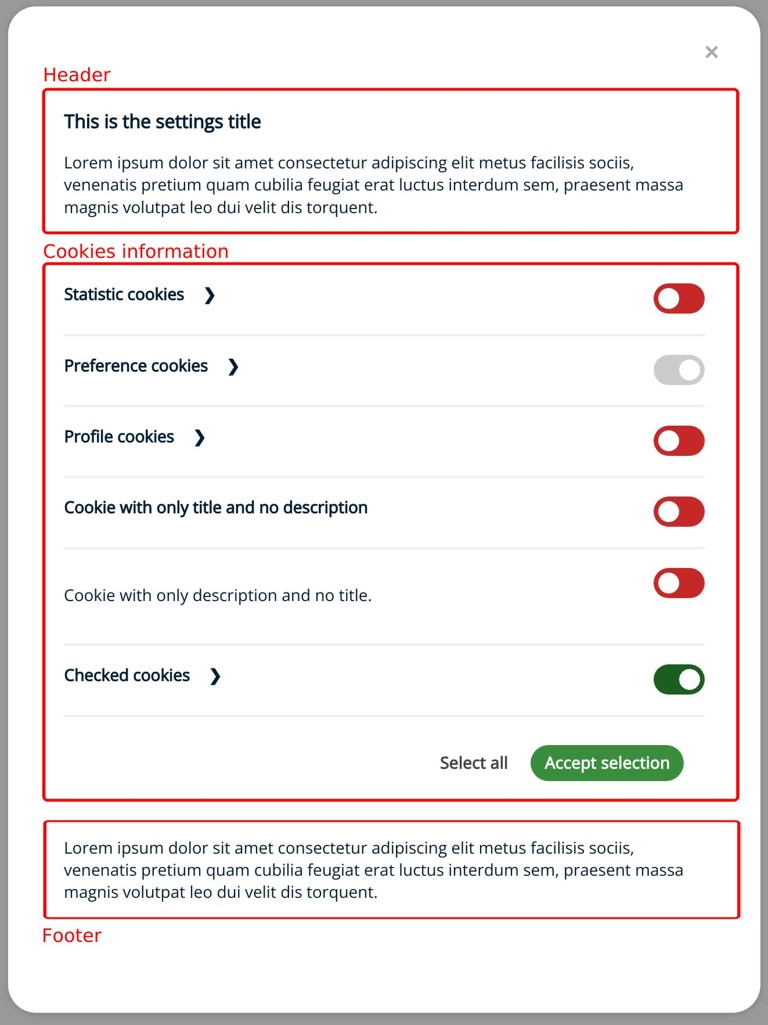 ×
Header
This is the settings title
Lorem ipsum dolor sit amet consectetur adipiscing elit metus facilisis sociis,
venenatis pretium quam cubilia feugiat erat luctus interdum sem, praesent massa
magnis volutpat leo dui velit dis torquent.
Cookies information
Statistic cookies ❯
Preference cookies ❯
Profile cookies ❯
Cookie with only title and no description
Cookie with only description and no title.
Checked cookies ❯
Select all Accept selection
Lorem ipsum dolor sit amet consectetur adipiscing elit metus facilisis sociis,
venenatis pretium quam cubilia feugiat erat luctus interdum sem, praesent massa
magnis volutpat leo dui velit dis torquent.
Footer